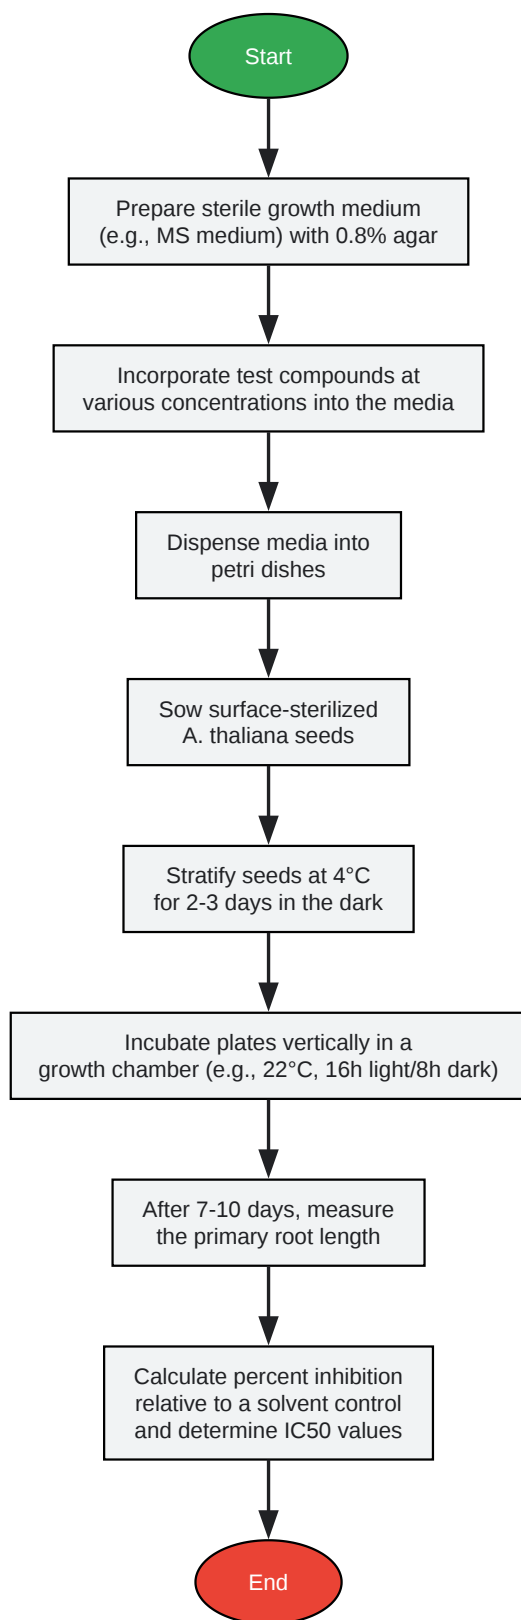 Start
Prepare sterile growth medium
(e.g., MS medium) with 0.8% agar
Incorporate test compounds at
various concentrations into the media
Dispense media into
petri dishes
Sow surface-sterilized
A. thaliana seeds
Stratify seeds at 4°C
for 2-3 days in the dark
Incubate plates vertically in a
growth chamber (e.g., 22°C, 16h light/8h dark)
After 7-10 days, measure
the primary root length
Calculate percent inhibition
relative to a solvent control
and determine IC50 values
End